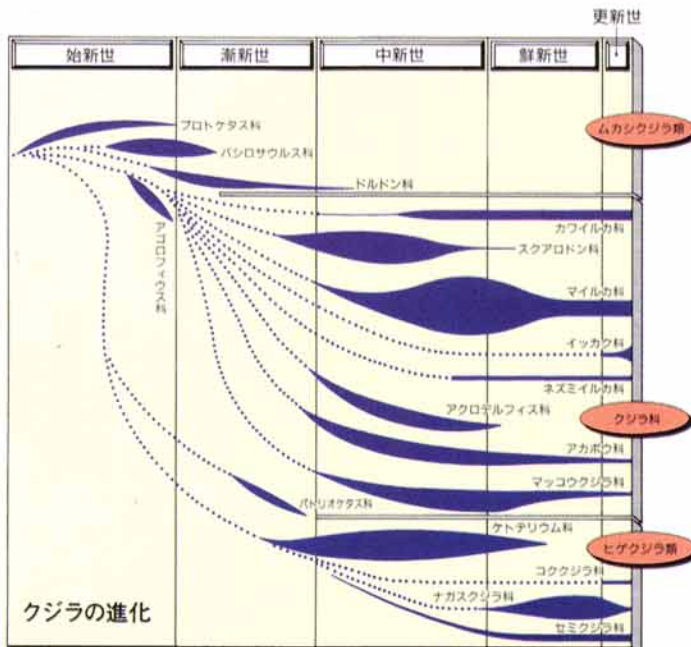 更新世
始新世
漸新世
中新世
鮮新世
プロトケタス科
ムカシクジラ類
バシロサウルス科
ドルドン科
アゴロフィウス科
カワイルカ科
スクアロドン科
マイルカ科
イッカク科
ネズミイルカ科
アクロデルフィス科
クジラ科
アカボウ科
マッコウクジラ科
パトリオケタス科
ケトテリウム科
ヒゲクジラ類
コククジラ科
ナガスクジラ科
セミクジラ科
クジラの進化